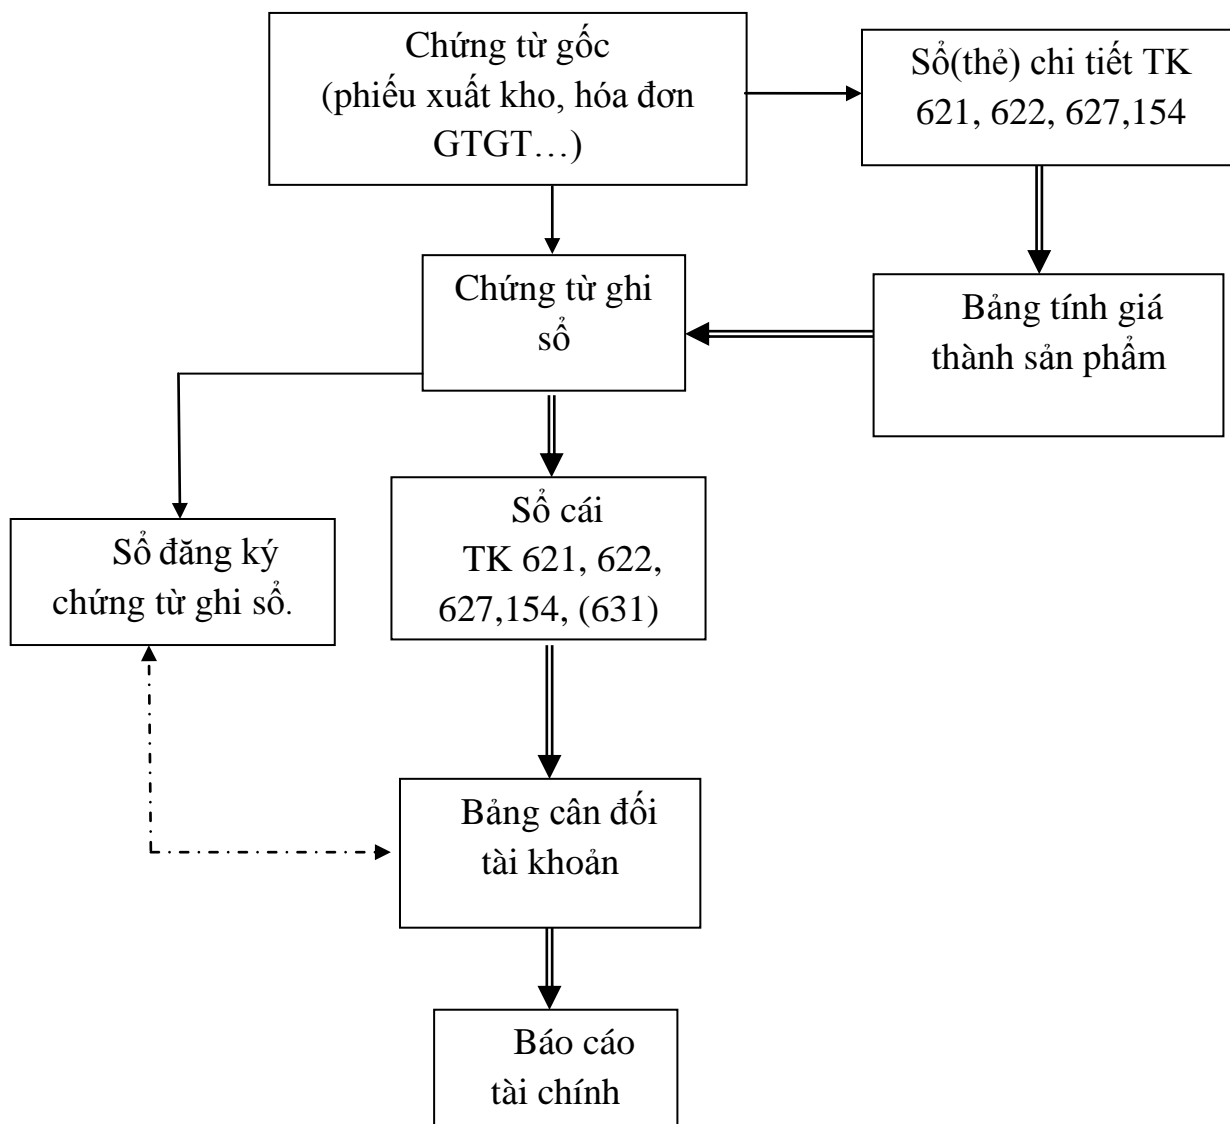 Chứng từ gốc
(phiếu xuất kho, hóa đơn
GTGT…)
Sổ(thẻ) chi tiết TK
621, 622, 627,154
Chứng từ ghi
sổ
Bảng tính giá
thành sản phẩm
Sổ cái
TK 621, 622,
627,154, (631)
Sổ đăng ký
chứng từ ghi sổ.
Bảng cân đối
tài khoản
Báo cáo
tài chính